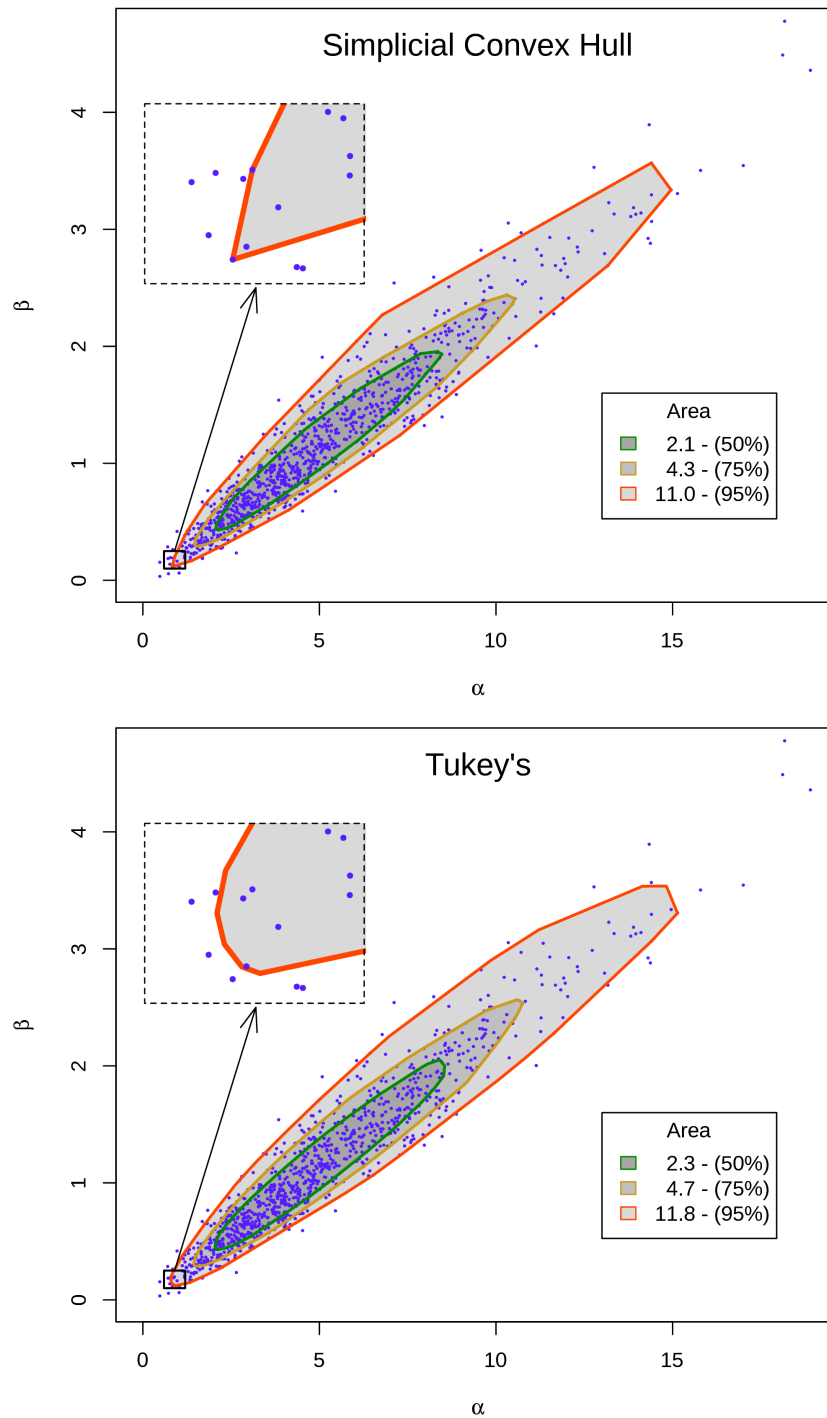 Simplicial Convex Hull
4
3
2
1
0
β
Area
2.1 - (50%)
4.3 - (75%)
11.0 - (95%)
0 5 10 15
α
Tukey's
4
3
2
1
0
β
Area
2.3 - (50%)
4.7 - (75%)
11.8 - (95%)
0 5 10 15
α